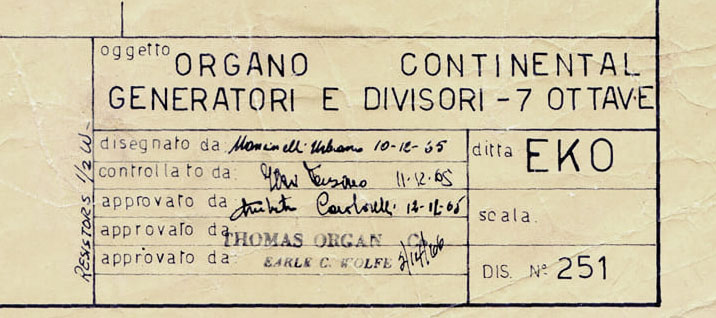 oggetto ORGANO CONTINENTAL
GENERATORI E DIVISORI - 7 OTTAVE
RESISTORS 1/2 W -
disegnato da Mancinelli Urbano 10-12-65
controllato da: 11.12.65
approvato da 12-12-65
approvato da THOMAS ORGAN CO.
approvato da EARLE C. WOLFE 2/14/66
ditta EKO
scala.
DIS. N° 251